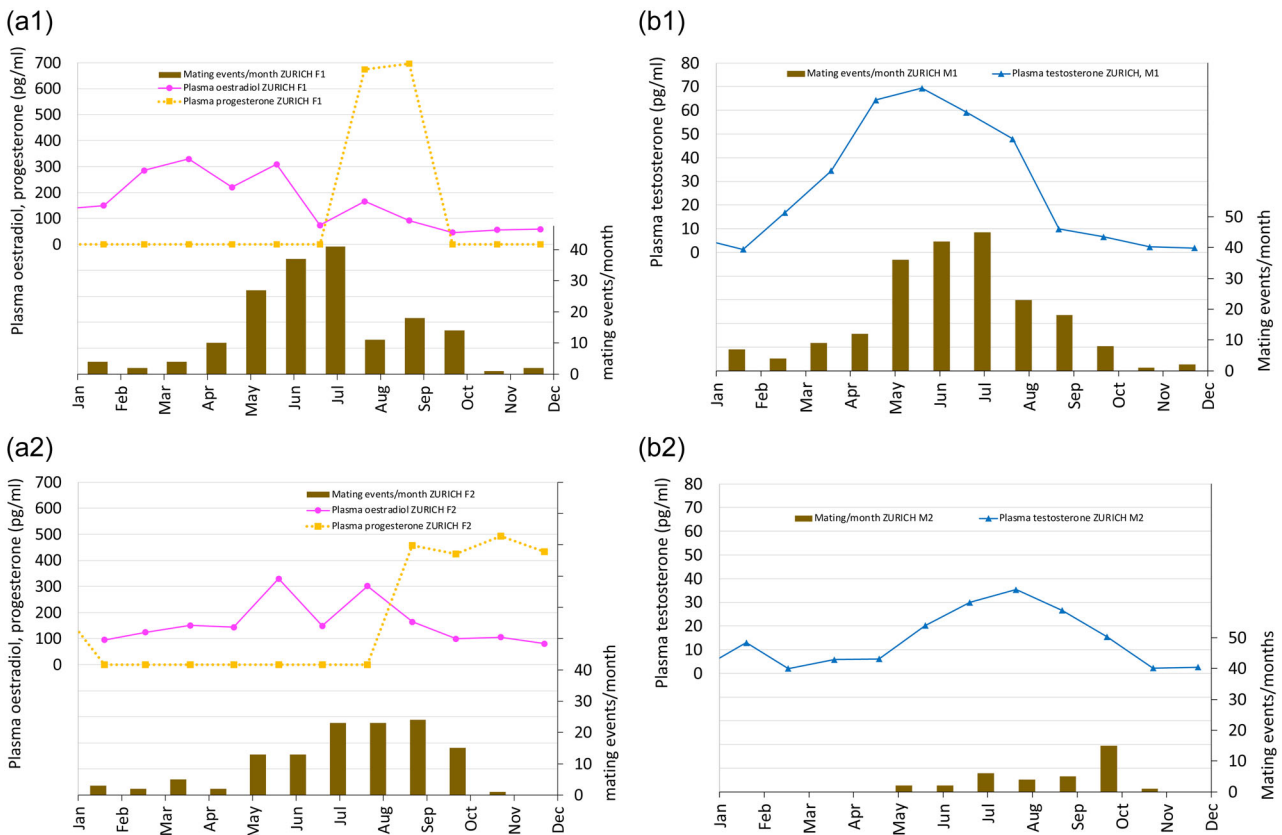 (a1)
Plasma oestradiol, progesterone (pg/ml)
700
600
500
400
300
200
100
0
Mating events/month ZURICH F1
Plasma oestradiol ZURICH F1
Plasma progesterone ZURICH F1
40
30
20
10
0
mating events/month
Jan Feb Mar Apr May Jun Jul Aug Sep Oct Nov Dec
(b1)
Plasma testosterone (pg/ml)
80
70
60
50
40
30
20
10
0
Mating events/month ZURICH M1
Plasma testosterone ZURICH, M1
50
40
30
20
10
0
Mating events/month
Jan Feb Mar Apr May Jun Jul Aug Sep Oct Nov Dec
(a2)
Plasma oestradiol, progesterone (pg/ml)
700
600
500
400
300
200
100
0
Mating events/month ZURICH F2
Plasma oestradiol ZURICH F2
Plasma progesterone ZURICH F2
40
30
20
10
0
mating events/month
Jan Feb Mar Apr May Jun Jul Aug Sep Oct Nov Dec
(b2)
Plasma testosterone (pg/ml)
80
70
60
50
40
30
20
10
0
Mating/month ZURICH M2
Plasma testosterone ZURICH M2
50
40
30
20
10
0
Mating events/months
Jan Feb Mar Apr May Jun Jul Aug Sep Oct Nov Dec